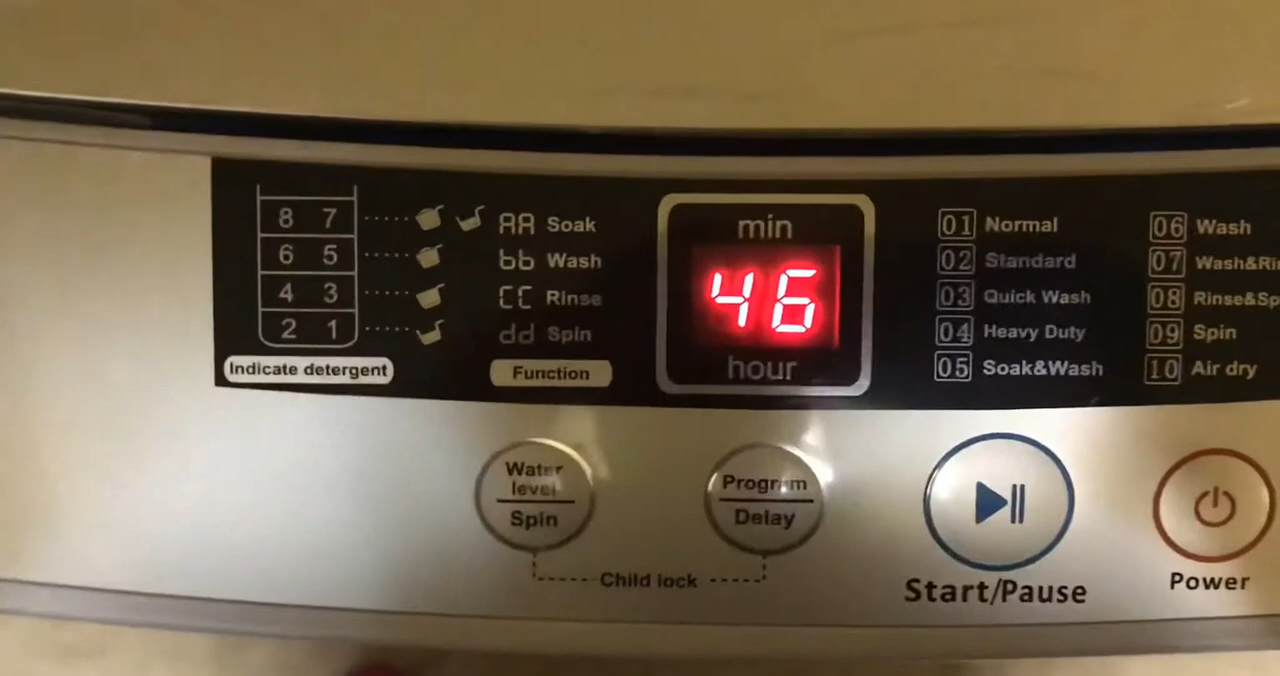 8 7
6 5
4 3
2 1
Indicate detergent
AA Soak
bb Wash
CC Rinse
dd Spin
Function
min
46
hour
01 Normal
02 Standard
03 Quick Wash
04 Heavy Duty
05 Soak&Wash
06 Wash
07 Wash&Rin
08 Rinse&Sp
09 Spin
10 Air dry
Water
level
Spin
Program
Delay
Child lock
Start/Pause
Power